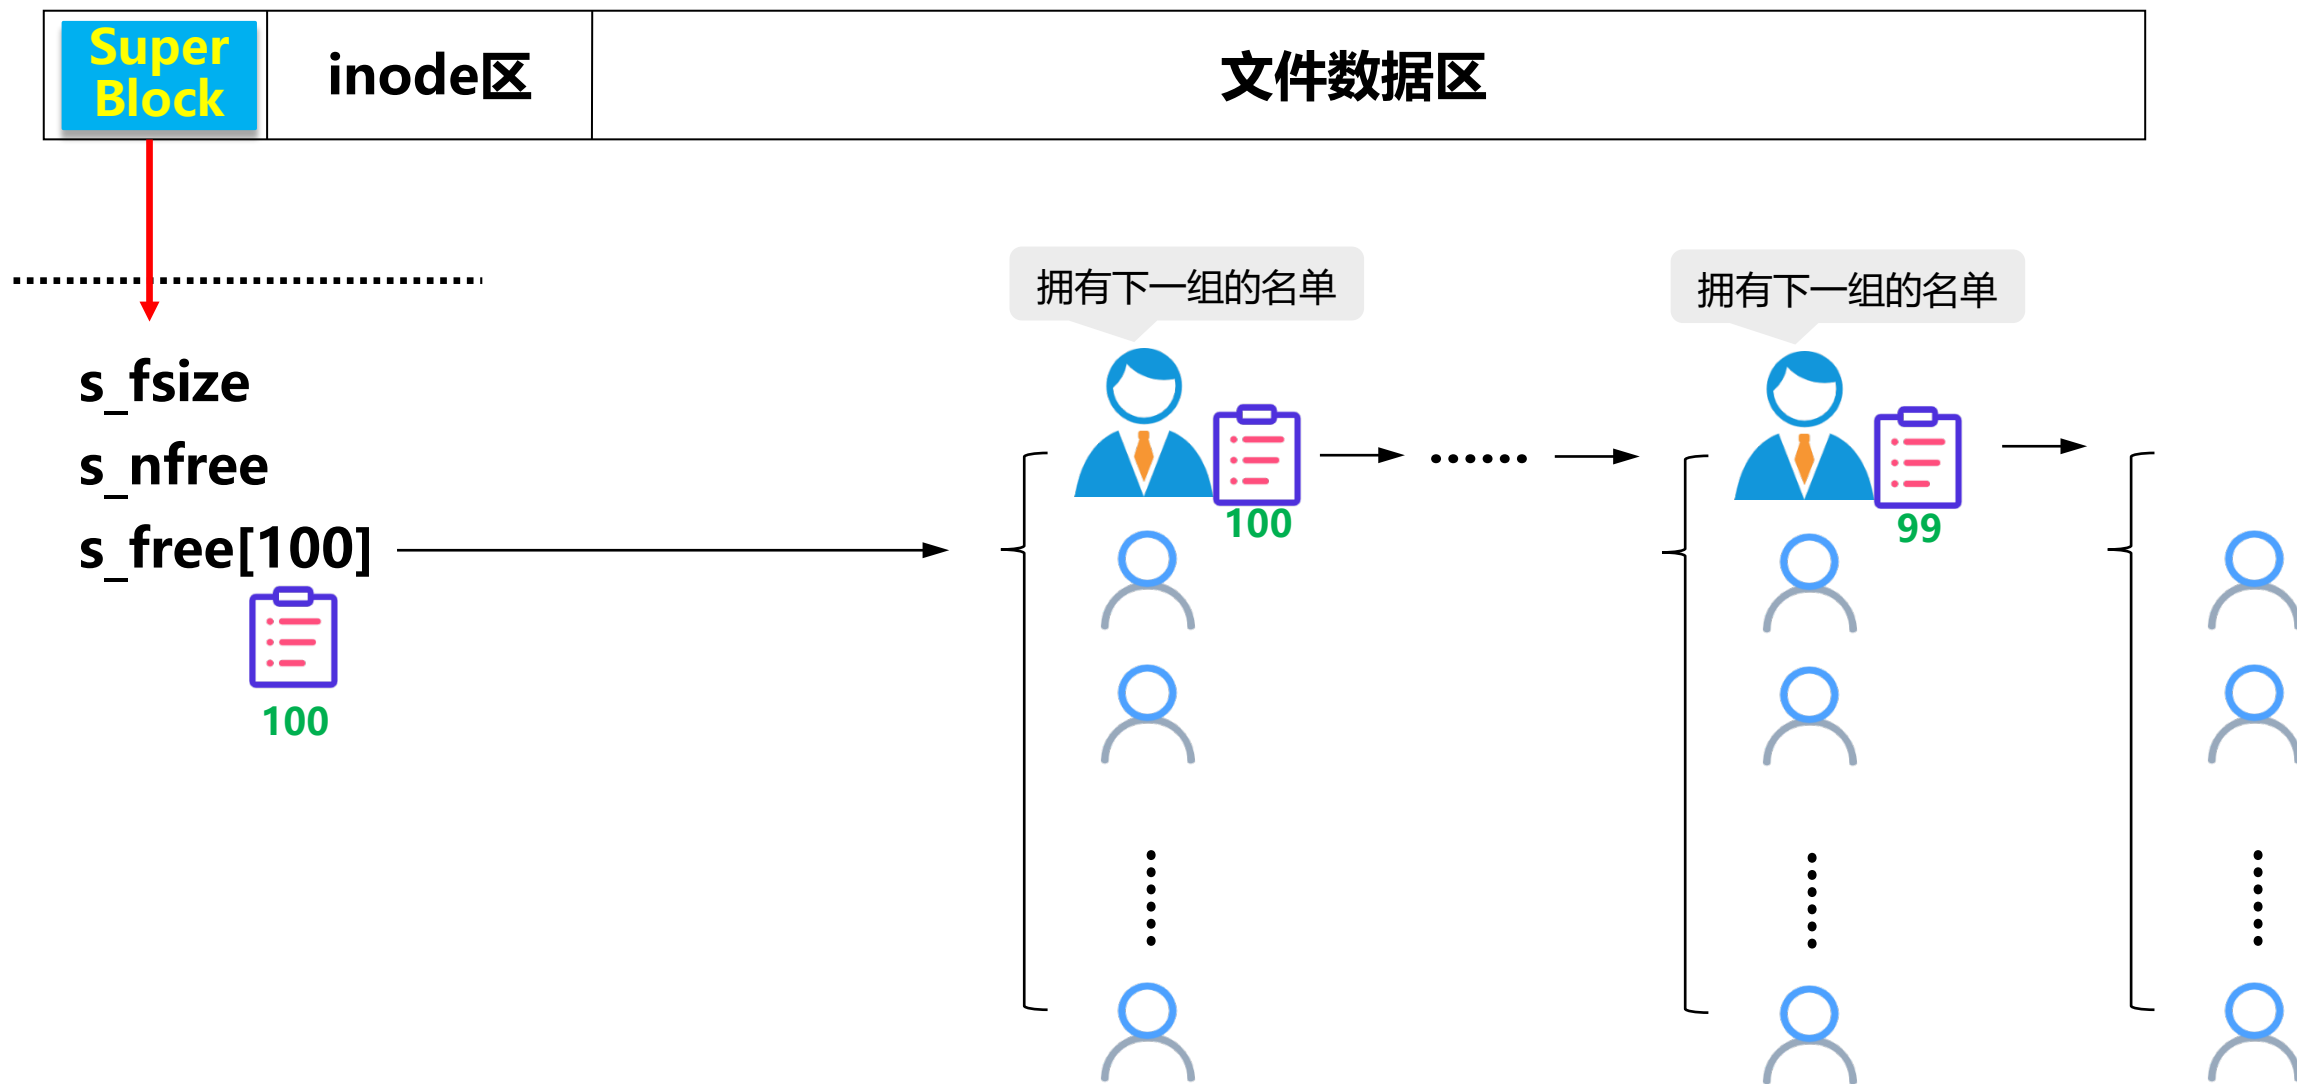 Super
Block
inode区
文件数据区
拥有下一组的名单
拥有下一组的名单
s_fsize
s_nfree
s_free[100]
100
100
99